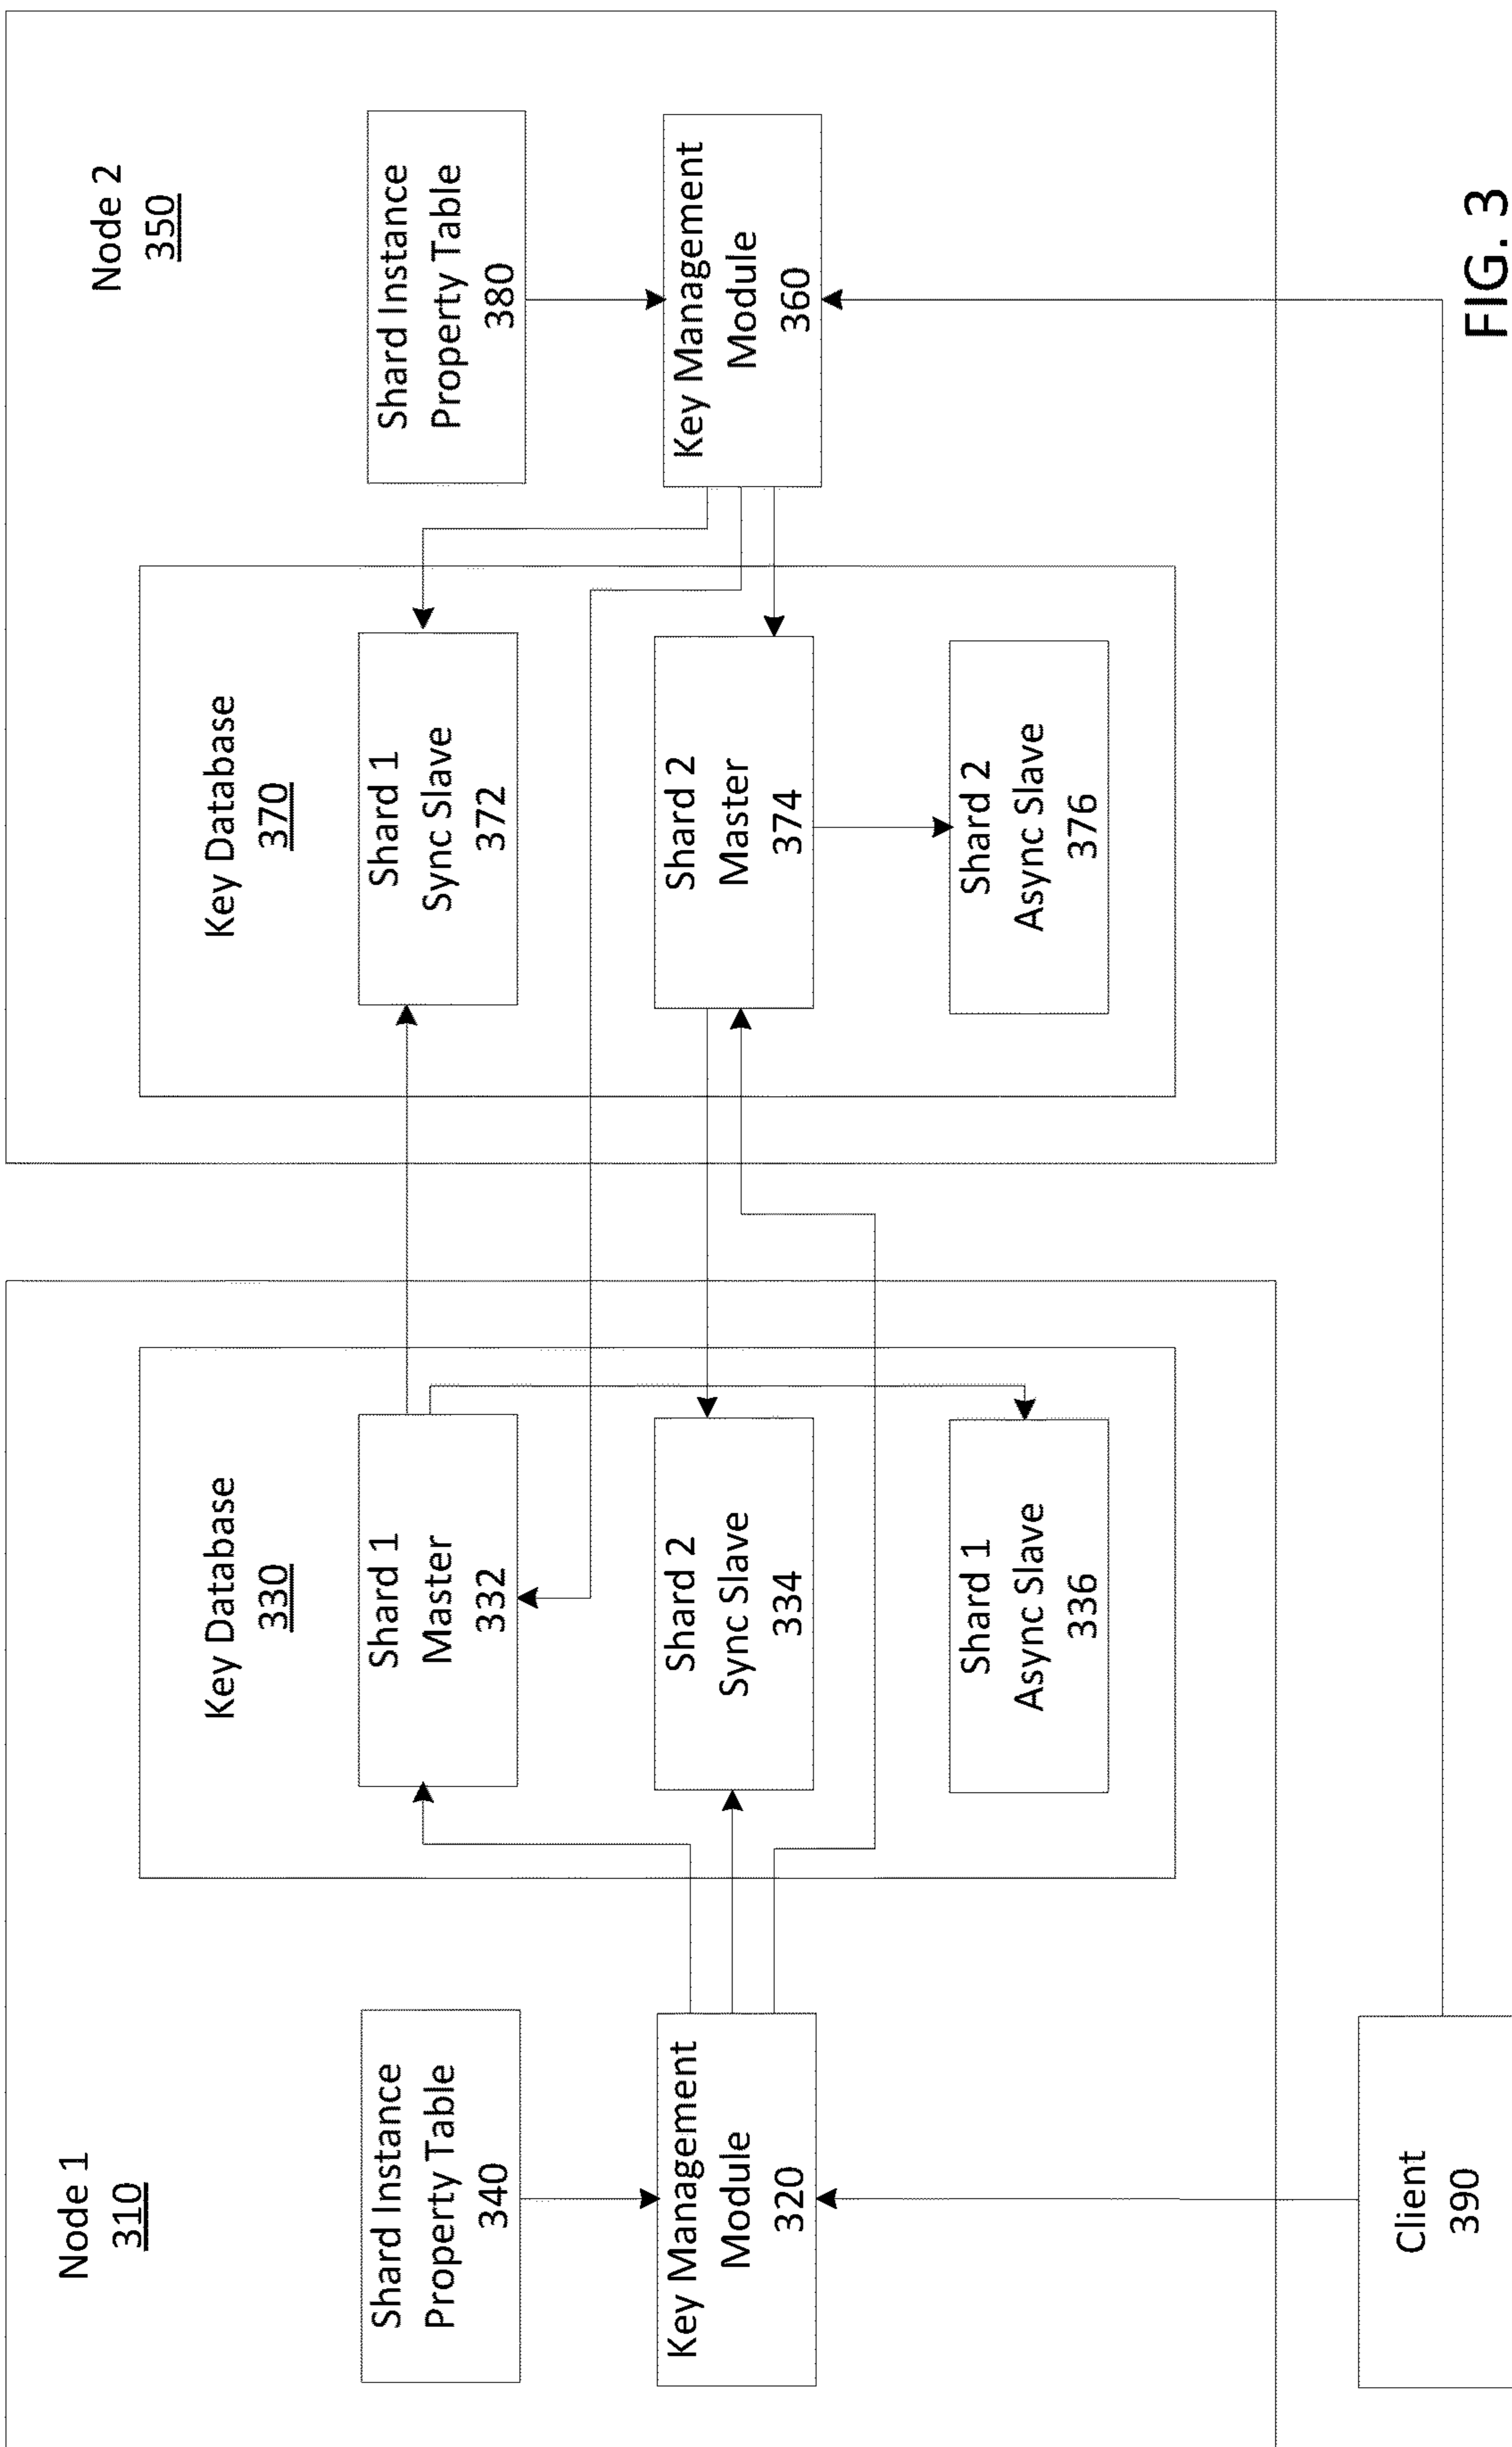 Node 1
310
Shard Instance
Property Table
340
Key Management
Module
320
Key Database
330
Shard 1
Master
332
Shard 2
Sync Slave
334
Shard 1
Async Slave
336
Node 2
350
Key Database
370
Shard 1
Sync Slave
372
Shard 2
Master
374
Shard 2
Async Slave
376
Shard Instance
Property Table
380
Key Management
Module
360
Client
390
FIG. 3